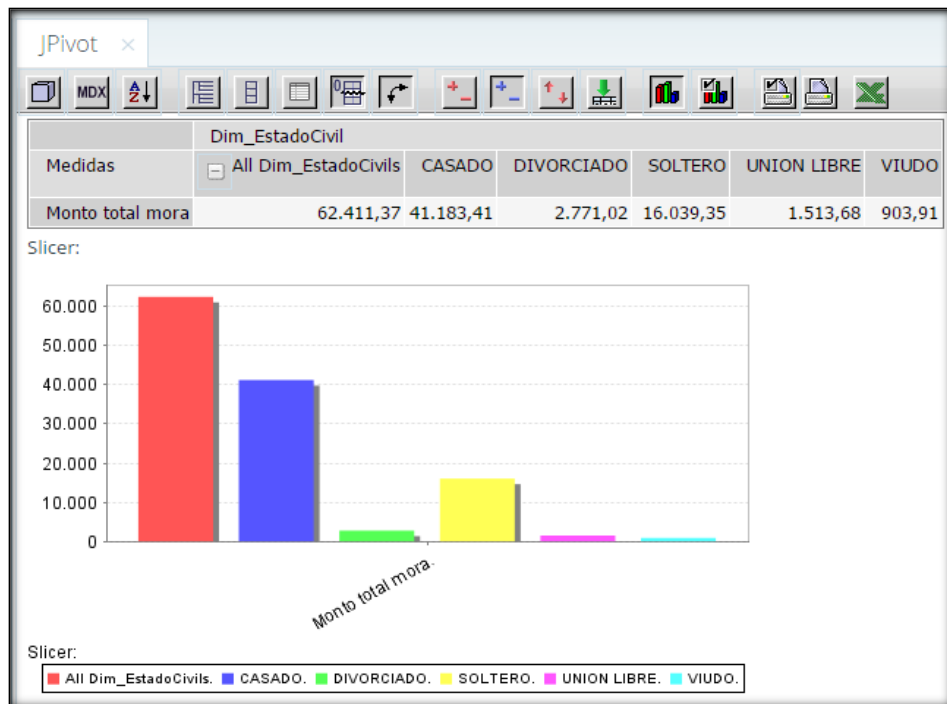 JPivot ×
MDX A Z
Dim_EstadoCivil
Medidas All Dim_EstadoCivils CASADO DIVORCIADO SOLTERO UNION LIBRE VIUDO
Monto total mora 62.411,37 41.183,41 2.771,02 16.039,35 1.513,68 903,91
Slicer:
60.000
50.000
40.000
30.000
20.000
10.000
0
Monto total mora.
Slicer:
All Dim_EstadoCivils. CASADO. DIVORCIADO. SOLTERO. UNION LIBRE. VIUDO.